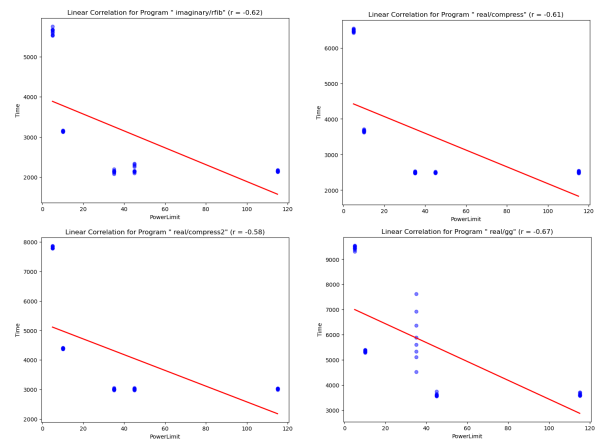 Linear Correlation for Program " imaginary/rfib" (r = -0.62)
5000
4000
3000
2000
Time
0 20 40 60 80 100 120
PowerLimit
Linear Correlation for Program " real/compress" (r = -0.61)
6000
5000
4000
3000
2000
Time
0 20 40 60 80 100 120
PowerLimit
Linear Correlation for Program " real/compress2" (r = -0.58)
8000
7000
6000
5000
4000
3000
2000
Time
0 20 40 60 80 100 120
PowerLimit
Linear Correlation for Program " real/gg" (r = -0.67)
9000
8000
7000
6000
5000
4000
3000
Time
0 20 40 60 80 100 120
PowerLimit